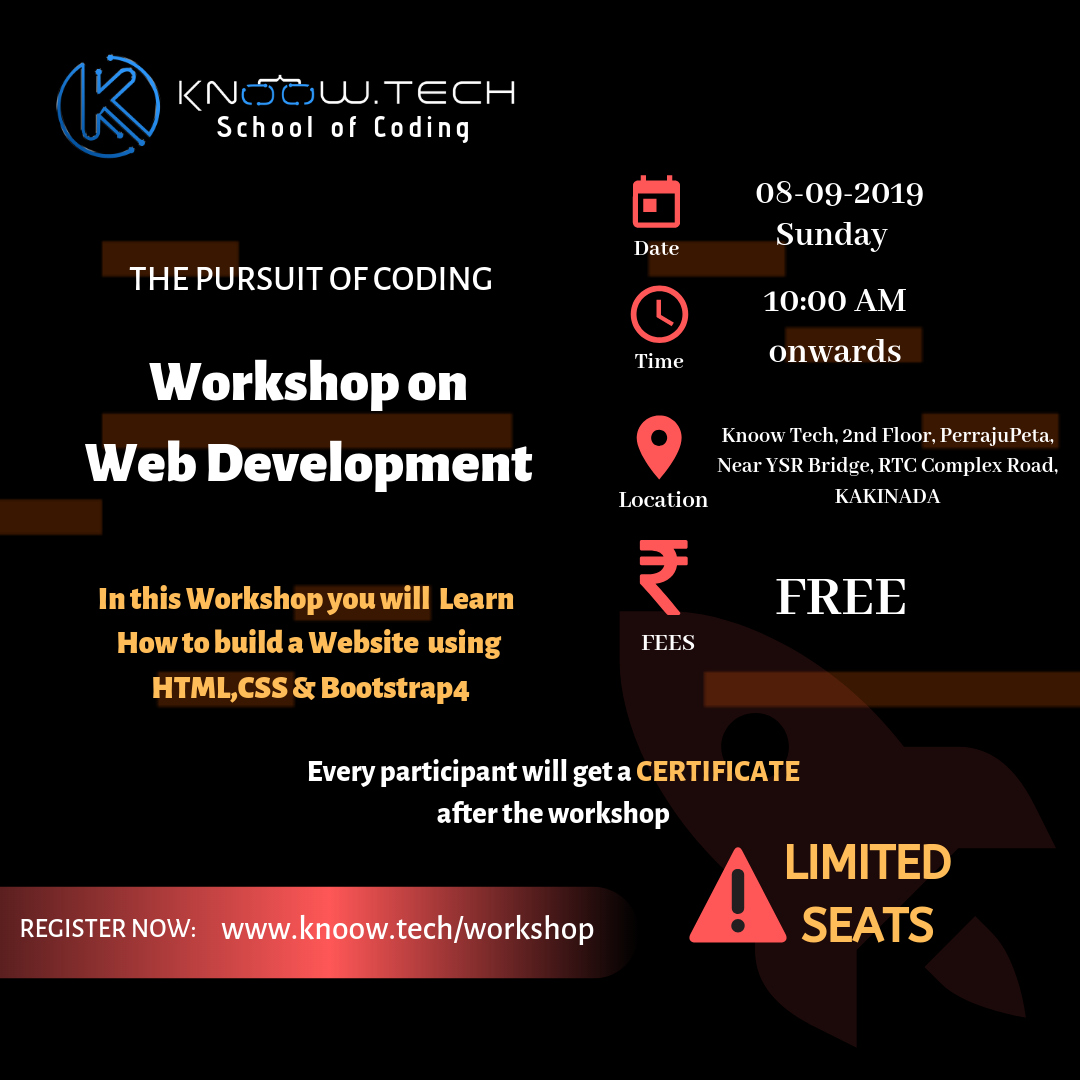 KNOOW.TECH
School of Coding
THE PURSUIT OF CODING
Workshop on
Web Development
In this Workshop you will Learn
How to build a Website using
HTML,CSS & Bootstrap4
Date
08-09-2019
Sunday
Time
10:00 AM
onwards
Location
Knoow Tech, 2nd Floor, PerrajuPeta,
Near YSR Bridge, RTC Complex Road,
KAKINADA
₹
FEES
FREE
Every participant will get a CERTIFICATE
after the workshop
LIMITED
SEATS
REGISTER NOW: www.knoow.tech/workshop